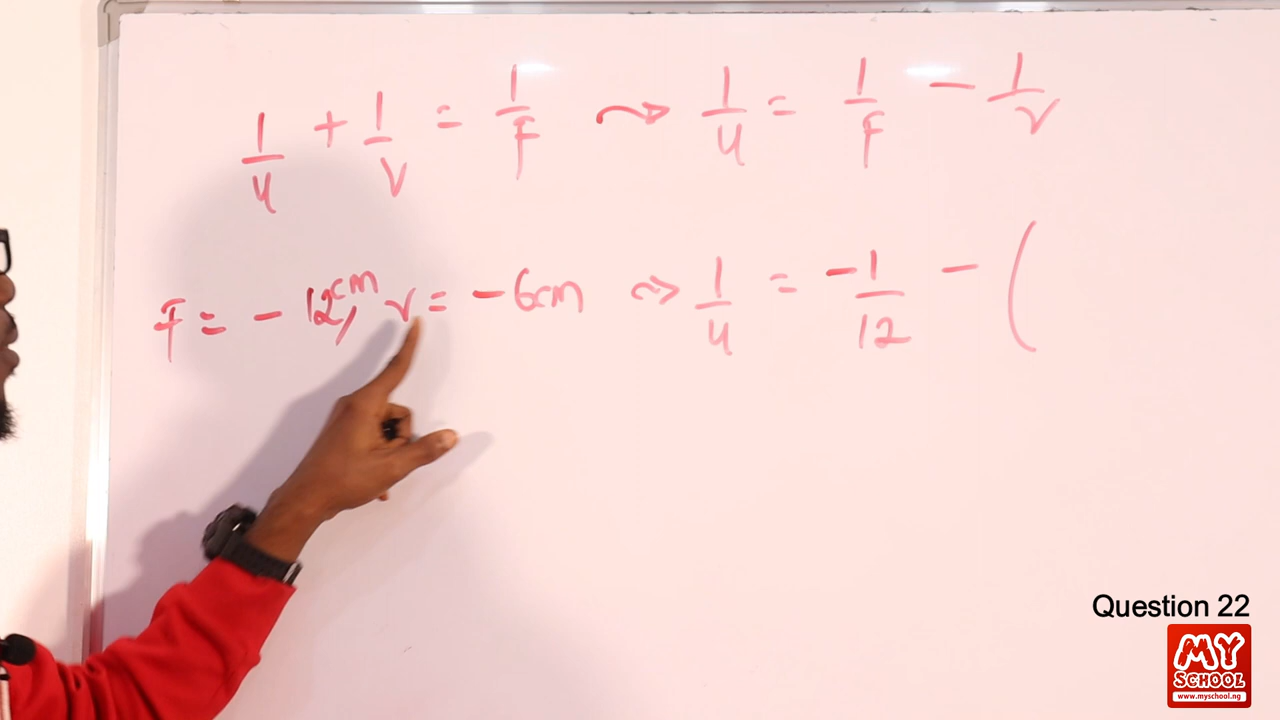 1/u + 1/v = 1/F ⇝ 1/u = 1/F - 1/v
F = - 12cm, v = - 6cm ⇝ 1/u = -1/12 - (
Question 22
MY
SCHOOL
www.myschool.ng